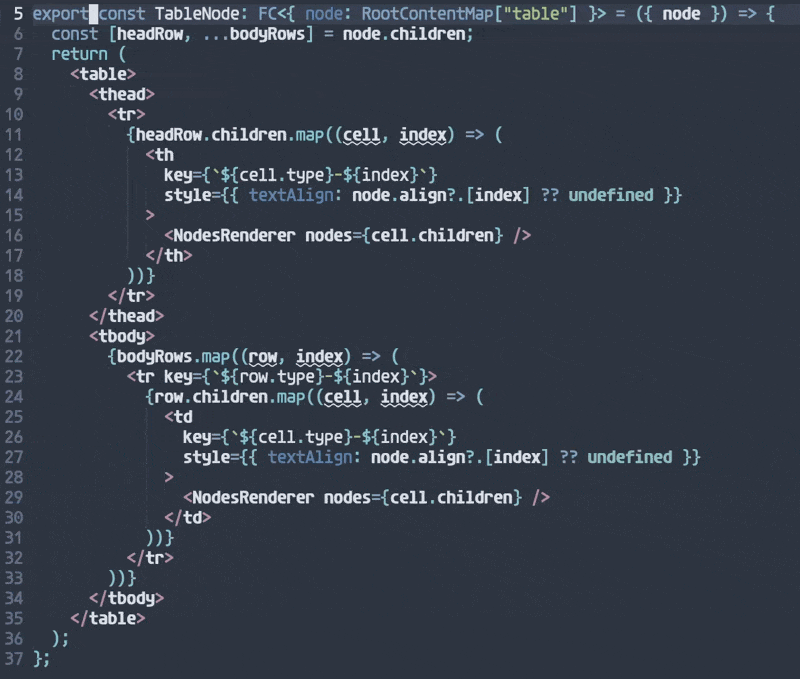 5 export const TableNode: FC<{ node: RootContentMap["table"] }> = ({ node }) => {
6   const [headRow, ...bodyRows] = node.children;
7   return (
8     <table>
9       <thead>
10         <tr>
11           {headRow.children.map((cell, index) => (
12             <th
13               key={`${cell.type}-${index}`}
14               style={{ textAlign: node.align?.[index] ?? undefined }}
15             >
16               <NodesRenderer nodes={cell.children} />
17             </th>
18           ))}
19         </tr>
20       </thead>
21       <tbody>
22         {bodyRows.map((row, index) => (
23           <tr key={`${row.type}-${index}`}>
24             {row.children.map((cell, index) => (
25               <td
26                 key={`${cell.type}-${index}`}
27                 style={{ textAlign: node.align?.[index] ?? undefined }}
28               >
29                 <NodesRenderer nodes={cell.children} />
30               </td>
31             ))}
32           </tr>
33         ))}
34       </tbody>
35     </table>
36   );
37 };